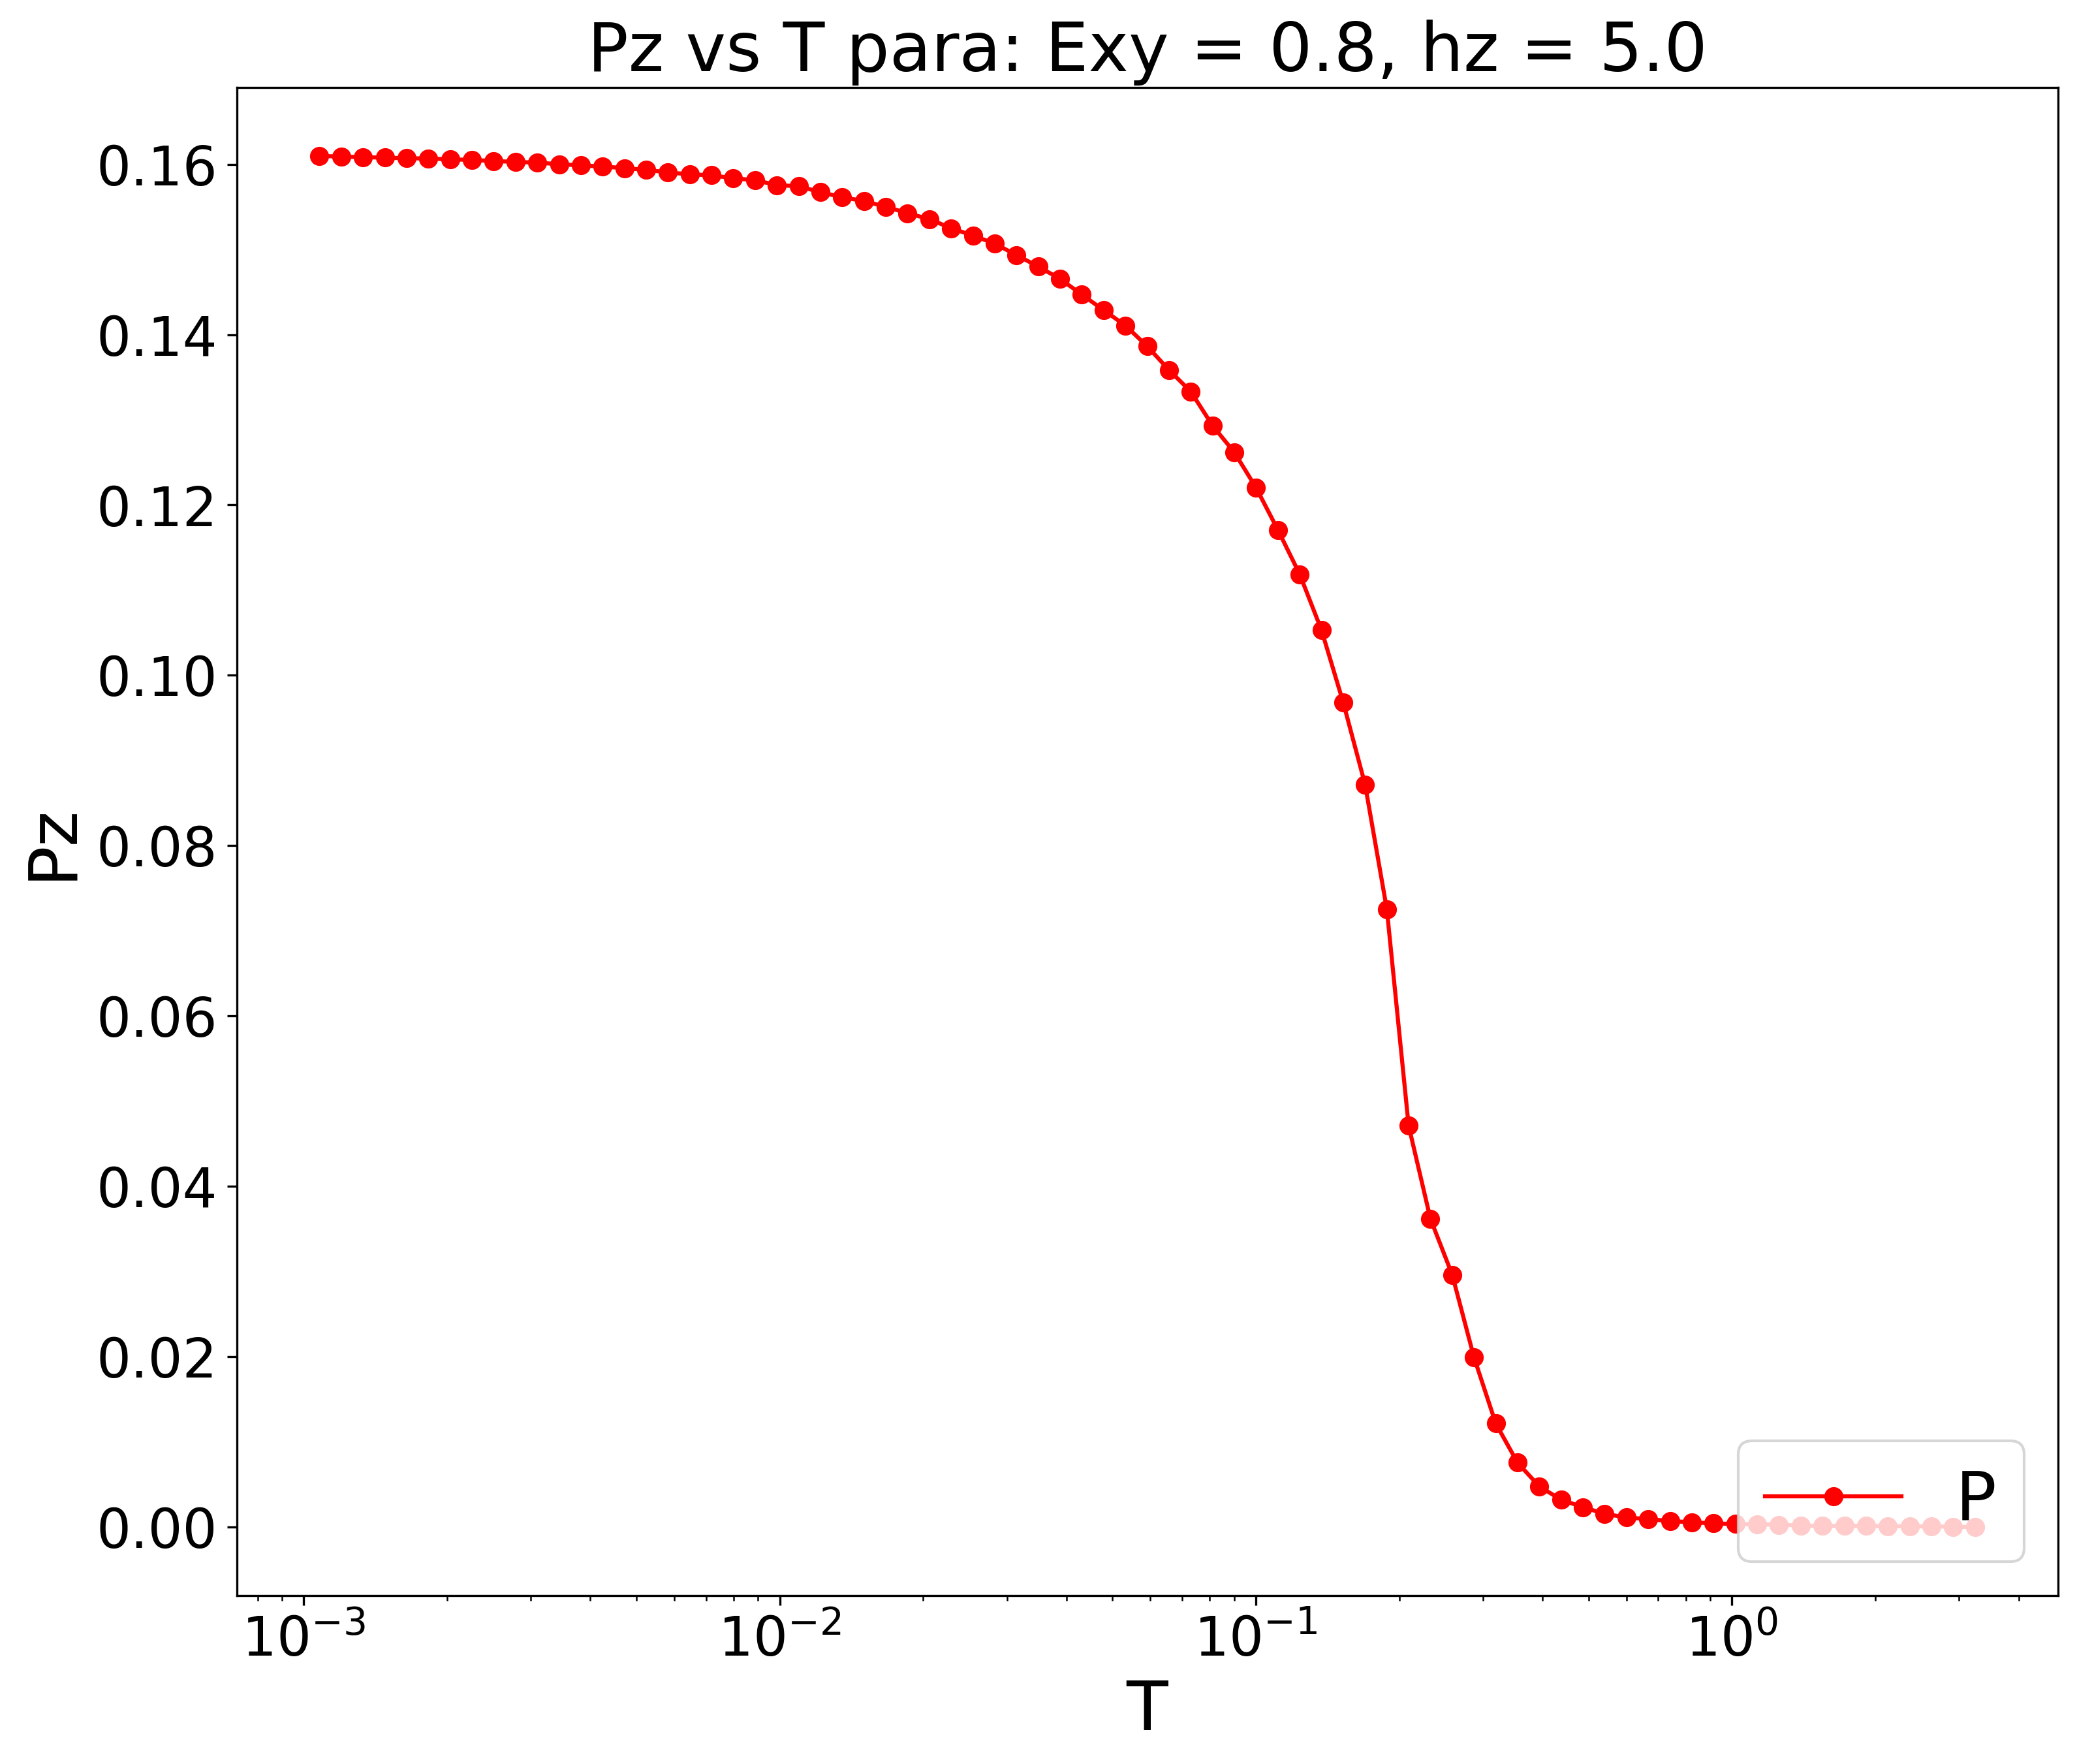 Pz vs T para: Exy = 0.8, hz = 5.0
Pz
0.16
0.14
0.12
0.10
0.08
0.06
0.04
0.02
0.00
P
10⁻³ 10⁻² 10⁻¹ 10⁰
T